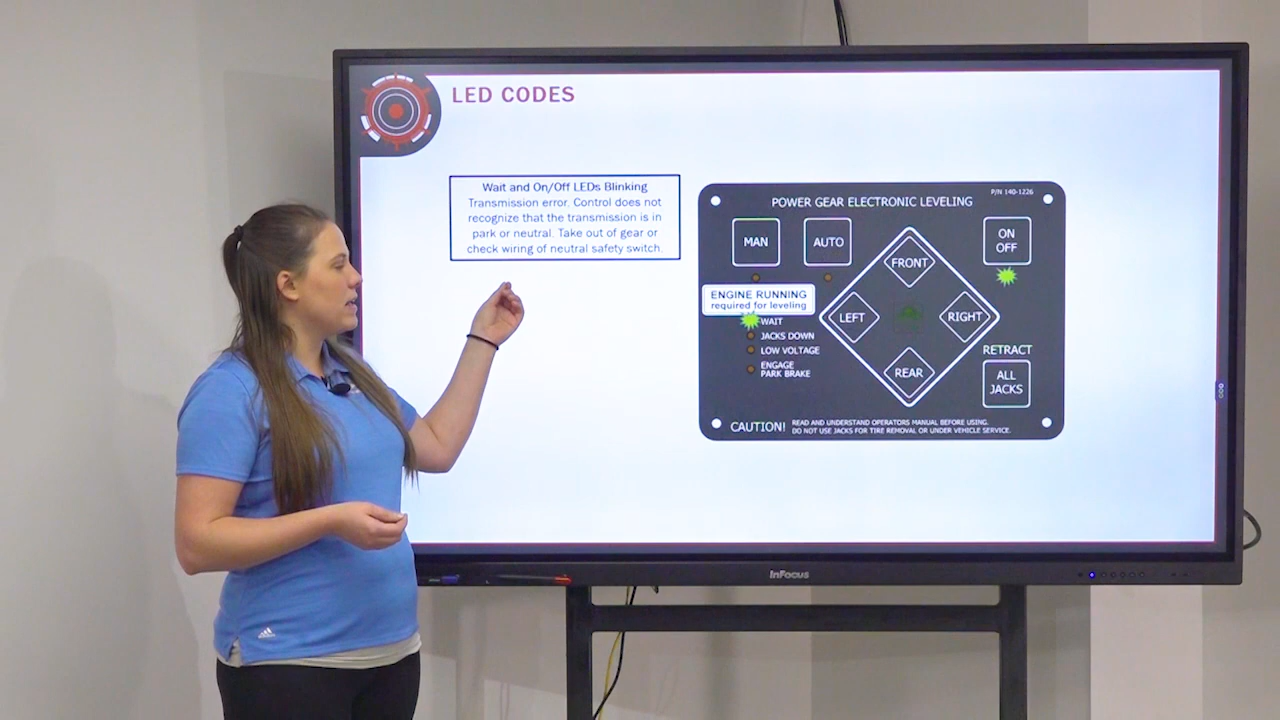 LED CODES
Wait and On/Off LEDs Blinking
Transmission error. Control does not
recognize that the transmission is in
park or neutral. Take out of gear or
check wiring of neutral safety switch.
P/N 140-1226
POWER GEAR ELECTRONIC LEVELING
MAN
AUTO
ON
OFF
FRONT
ENGINE RUNNING
required for leveling
LEFT
RIGHT
WAIT
JACKS DOWN
LOW VOLTAGE
ENGAGE
PARK BRAKE
REAR
RETRACT
ALL
JACKS
CAUTION!
READ AND UNDERSTAND OPERATORS MANUAL BEFORE USING.
DO NOT USE JACKS FOR TIRE REMOVAL OR UNDER VEHICLE SERVICE.
InFocus
adidas